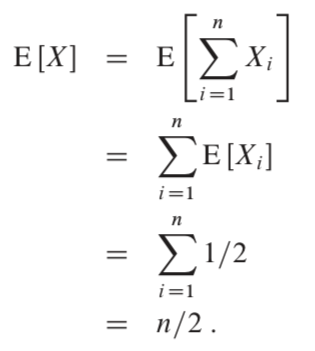 E[X] = E[∑_{i=1}^{n} X_i]
= ∑_{i=1}^{n} E[X_i]
= ∑_{i=1}^{n} 1/2
= n/2 .